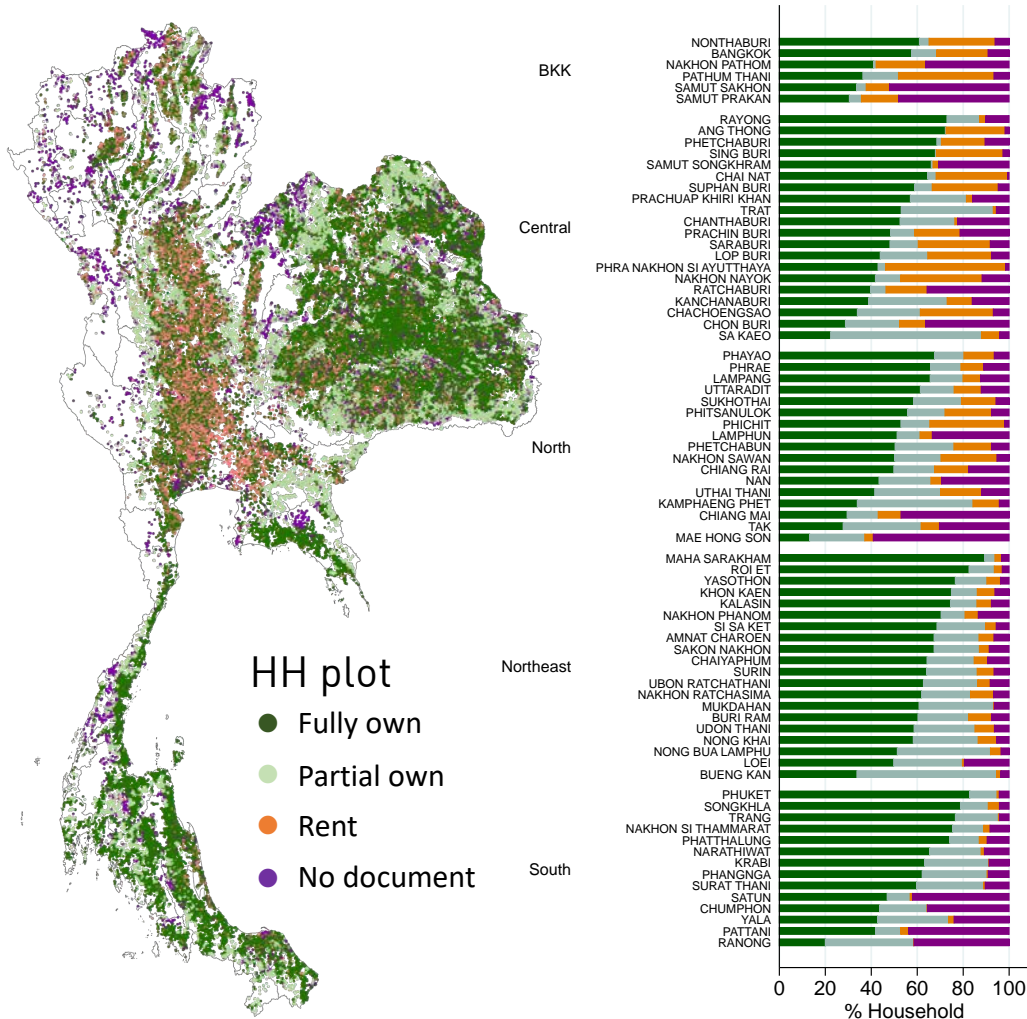 BKK
NONTHABURI
BANGKOK
NAKHON PATHOM
PATHUM THANI
SAMUT SAKHON
SAMUT PRAKAN
Central
RAYONG
ANG THONG
PHETCHABURI
SING BURI
SAMUT SONGKHRAM
CHAI NAT
SUPHAN BURI
PRACHUAP KHIRI KHAN
TRAT
CHANTHABURI
PRACHIN BURI
SARABURI
LOP BURI
PHRA NAKHON SI AYUTTHAYA
NAKHON NAYOK
RATCHABURI
KANCHANABURI
CHACHOENGSAO
CHON BURI
SA KAEO
North
PHAYAO
PHRAE
LAMPANG
UTTARADIT
SUKHOTHAI
PHITSANULOK
PHICHIT
LAMPHUN
PHETCHABUN
NAKHON SAWAN
CHIANG RAI
NAN
UTHAI THANI
KAMPHAENG PHET
CHIANG MAI
TAK
MAE HONG SON
Northeast
MAHA SARAKHAM
ROI ET
YASOTHON
KHON KAEN
KALASIN
NAKHON PHANOM
SI SA KET
AMNAT CHAROEN
SAKON NAKHON
CHAIYAPHUM
SURIN
UBON RATCHATHANI
NAKHON RATCHASIMA
MUKDAHAN
BURI RAM
UDON THANI
NONG KHAI
NONG BUA LAMPHU
LOEI
BUENG KAN
South
PHUKET
SONGKHLA
TRANG
NAKHON SI THAMMARAT
PHATTHALUNG
NARATHIWAT
KRABI
PHANGNGA
SURAT THANI
SATUN
CHUMPHON
YALA
PATTANI
RANONG
0 20 40 60 80 100
% Household
HH plot
Fully own
Partial own
Rent
No document